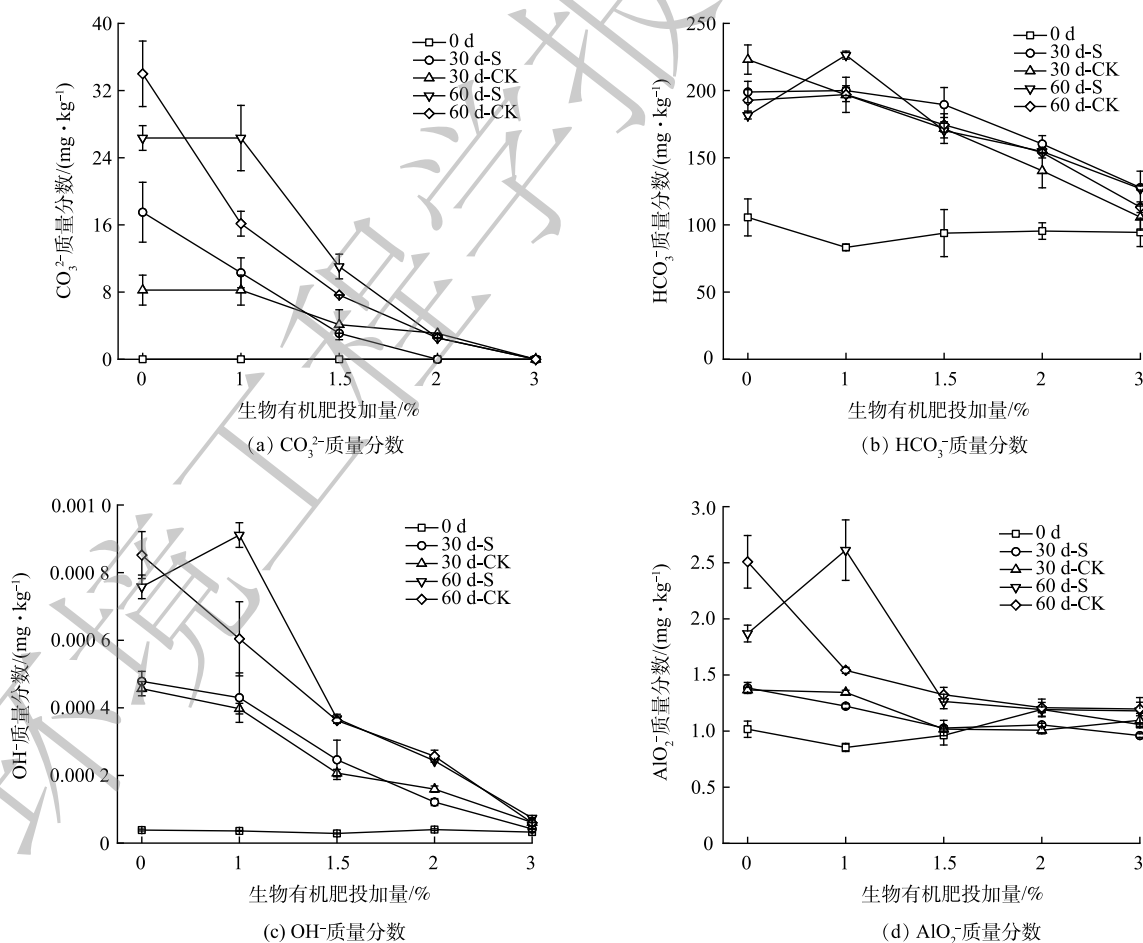 40
32
24
16
8
0
0 1 1.5 2 3
CO₃²⁻质量分数/(mg·kg⁻¹)
0 d
30 d-S
30 d-CK
60 d-S
60 d-CK
生物有机肥投加量/%
(a) CO₃²⁻质量分数
250
200
150
100
50
0
0 1 1.5 2 3
HCO₃⁻质量分数/(mg·kg⁻¹)
0 d
30 d-S
30 d-CK
60 d-S
60 d-CK
生物有机肥投加量/%
(b) HCO₃⁻质量分数
0.001 0
0.000 8
0.000 6
0.000 4
0.000 2
0
0 1 1.5 2 3
OH⁻质量分数/(mg·kg⁻¹)
0 d
30 d-S
30 d-CK
60 d-S
60 d-CK
生物有机肥投加量/%
(c) OH⁻质量分数
3.0
2.5
2.0
1.5
1.0
0.5
0
0 1 1.5 2 3
AlO₂⁻质量分数/(mg·kg⁻¹)
0 d
30 d-S
30 d-CK
60 d-S
60 d-CK
生物有机肥投加量/%
(d) AlO₂⁻质量分数
环境工程学报